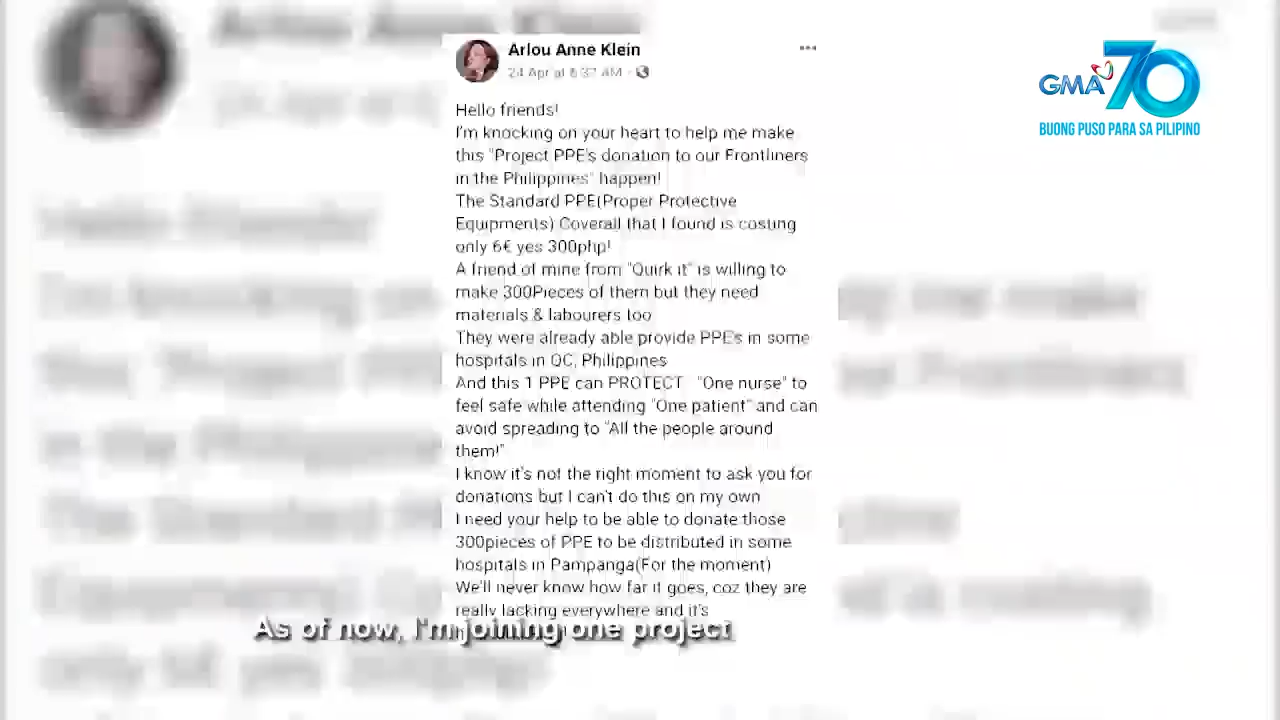 Arlou Anne Klein
24 Apr at 8:37 AM
Hello friends!
I'm knocking on your heart to help me make
this "Project PPE's donation to our Frontliners
in the Philippines" happen!
The Standard PPE(Proper Protective
Equipments) Coverall that I found is costing
only 6€ yes 300php!
A friend of mine from "Quirk it" is willing to
make 300Pieces of them but they need
materials & labourers too
They were already able provide PPE's in some
hospitals in QC, Philippines
And this 1 PPE can PROTECT "One nurse" to
feel safe while attending "One patient" and can
avoid spreading to "All the people around
them!"
I know it's not the right moment to ask you for
donations but I can't do this on my own
I need your help to be able to donate those
300pieces of PPE to be distributed in some
hospitals in Pampanga(For the moment)
We'll never know how far it goes, coz they are
really lacking everywhere and it's
As of now, I'm joining one project
GMA 70
BUONG PUSO PARA SA PILIPINO